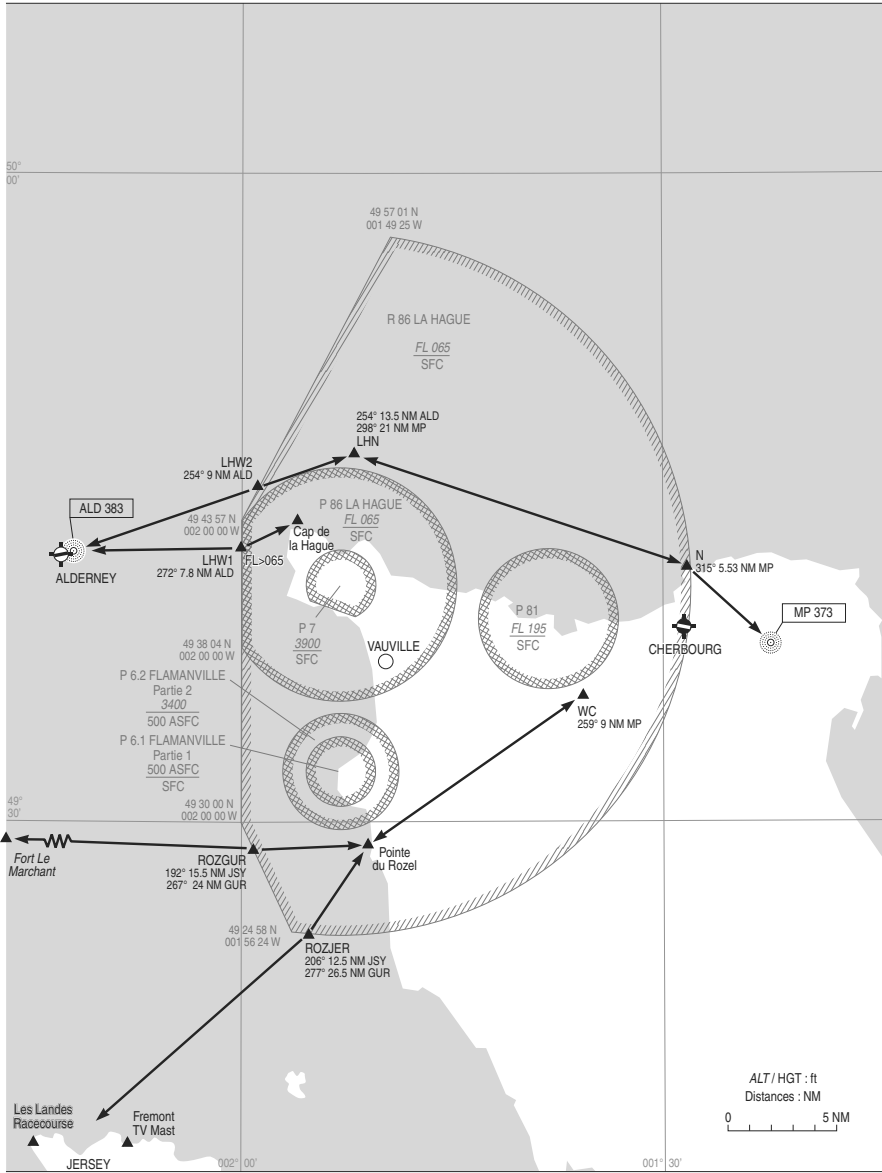 50°
00'
49 57 01 N
001 49 25 W
R 86 LA HAGUE
FL 065
SFC
254° 13.5 NM ALD
298° 21 NM MP
LHN
LHW2
254° 9 NM ALD
ALD 383
ALDERNEY
49 43 57 N
002 00 00 W
P 86 LA HAGUE
FL 065
SFC
Cap de
la Hague
LHW1
FL>065
272° 7.8 NM ALD
N
315° 5.53 NM MP
MP 373
CHERBOURG
P 81
FL 195
SFC
P 7
3900
SFC
VAUVILLE
49 38 04 N
002 00 00 W
P 6.2 FLAMANVILLE
Partie 2
3400
500 ASFC
WC
259° 9 NM MP
P 6.1 FLAMANVILLE
Partie 1
500 ASFC
SFC
49°
30'
49 30 00 N
002 00 00 W
Fort Le
Marchant
ROZGUR
192° 15.5 NM JSY
267° 24 NM GUR
Pointe
du Rozel
49 24 58 N
001 56 24 W
ROZJER
206° 12.5 NM JSY
277° 26.5 NM GUR
Les Landes
Racecourse
Fremont
TV Mast
JERSEY
ALT / HGT : ft
Distances : NM
0 5 NM
002° 00'
001° 30'